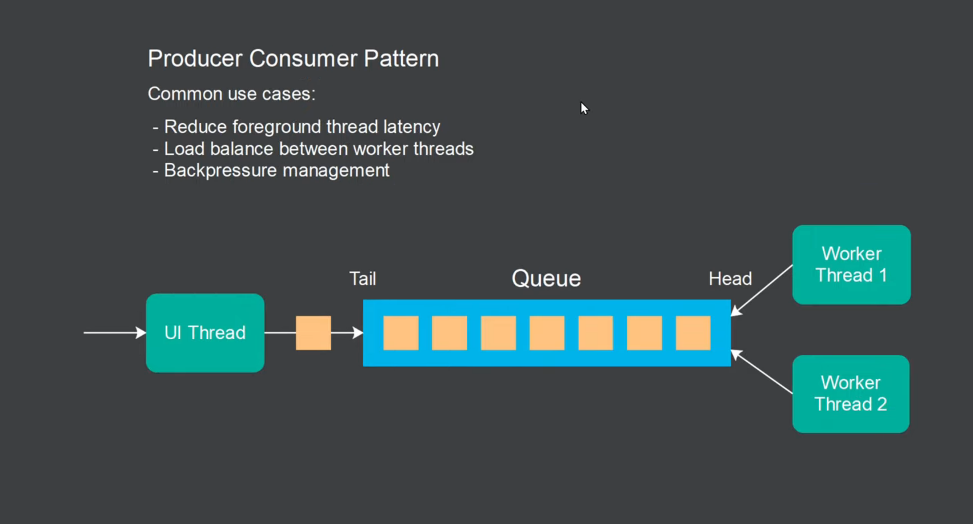 Producer Consumer Pattern
Common use cases:
- Reduce foreground thread latency
- Load balance between worker threads
- Backpressure management
Tail
Queue
Head
UI Thread
Worker
Thread 1
Worker
Thread 2